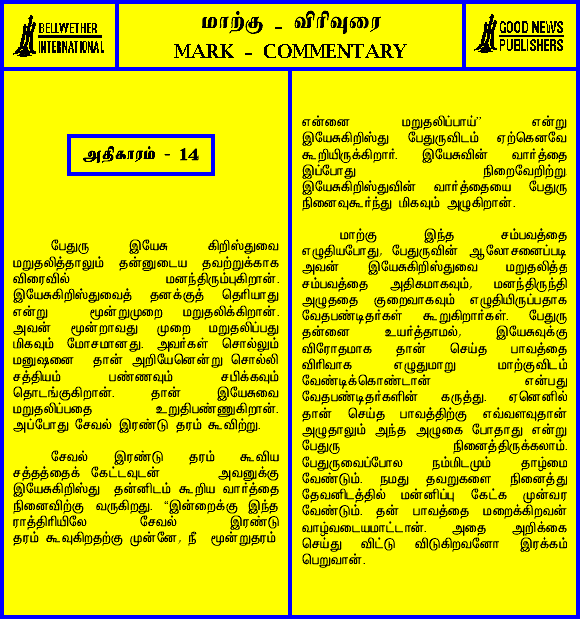 BELLWETHER
INTERNATIONAL
மாற்கு - விரிவுரை
MARK - COMMENTARY
GOOD NEWS
PUBLISHERS
அதிகாரம் - 14
பேதுரு இயேசு கிறிஸ்துவை
மறுதலித்தாலும் தன்னுடைய தவற்றுக்காக
விரைவில் மனந்திரும்புகிறான்.
இயேசுகிறிஸ்துவைத் தனக்குத் தெரியாது
என்று மூன்றுமுறை மறுதலிக்கிறான்.
அவன் மூன்றாவது முறை மறுதலிப்பது
மிகவும் மோசமானது. அவர்கள் சொல்லும்
மனுஷனை தான் அறியேனென்று சொல்லி
சத்தியம் பண்ணவும் சபிக்கவும்
தொடங்குகிறான். தான் இயேசுவை
மறுதலிப்பதை உறுதிபண்ணுகிறான்.
அப்போது சேவல் இரண்டு தரம் கூவிற்று.
சேவல் இரண்டு தரம் கூவிய
சத்தத்தைக் கேட்டவுடன் அவனுக்கு
இயேசுகிறிஸ்து தன்னிடம் கூறிய வார்த்தை
நினைவிற்கு வருகிறது. "இன்றைக்கு இந்த
ராத்திரியிலே சேவல் இரண்டு
தரம் கூவுகிறதற்கு முன்னே, நீ மூன்றுதரம்
என்னை மறுதலிப்பாய்" என்று
இயேசுகிறிஸ்து பேதுருவிடம் ஏற்கெனவே
கூறியிருக்கிறார். இயேசுவின் வார்த்தை
இப்போது நிறைவேறிற்று.
இயேசுகிறிஸ்துவின் வார்த்தையை பேதுரு
நினைவுகூர்ந்து மிகவும் அழுகிறான்.
மாற்கு இந்த சம்பவத்தை
எழுதியபோது, பேதுருவின் ஆலோசனைப்படி
அவன் இயேசுகிறிஸ்துவை மறுதலித்த
சம்பவத்தை அதிகமாகவும், மனந்திருந்தி
அழுததை குறைவாகவும் எழுதியிருப்பதாக
வேதபண்டிதர்கள் கூறுகிறார்கள். பேதுரு
தன்னை உயர்த்தாமல், இயேசுவுக்கு
விரோதமாக தான் செய்த பாவத்தை
விரிவாக எழுதுமாறு மாற்குவிடம்
வேண்டிக்கொண்டான் என்பது
வேதபண்டிதர்களின் கருத்து. ஏனெனில்
தான் செய்த பாவத்திற்கு எவ்வளவுதான்
அழுதாலும் அந்த அழுகை போதாது என்று
பேதுரு நினைத்திருக்கலாம்.
பேதுருவைப்போல நம்மிடமும் தாழ்மை
வேண்டும். நமது தவறுகளை நினைத்து
தேவனிடத்தில் மன்னிப்பு கேட்க முன்வர
வேண்டும். தன் பாவத்தை மறைக்கிறவன்
வாழ்வடையமாட்டான். அதை அறிக்கை
செய்து விட்டு விடுகிறவனோ இரக்கம்
பெறுவான்.